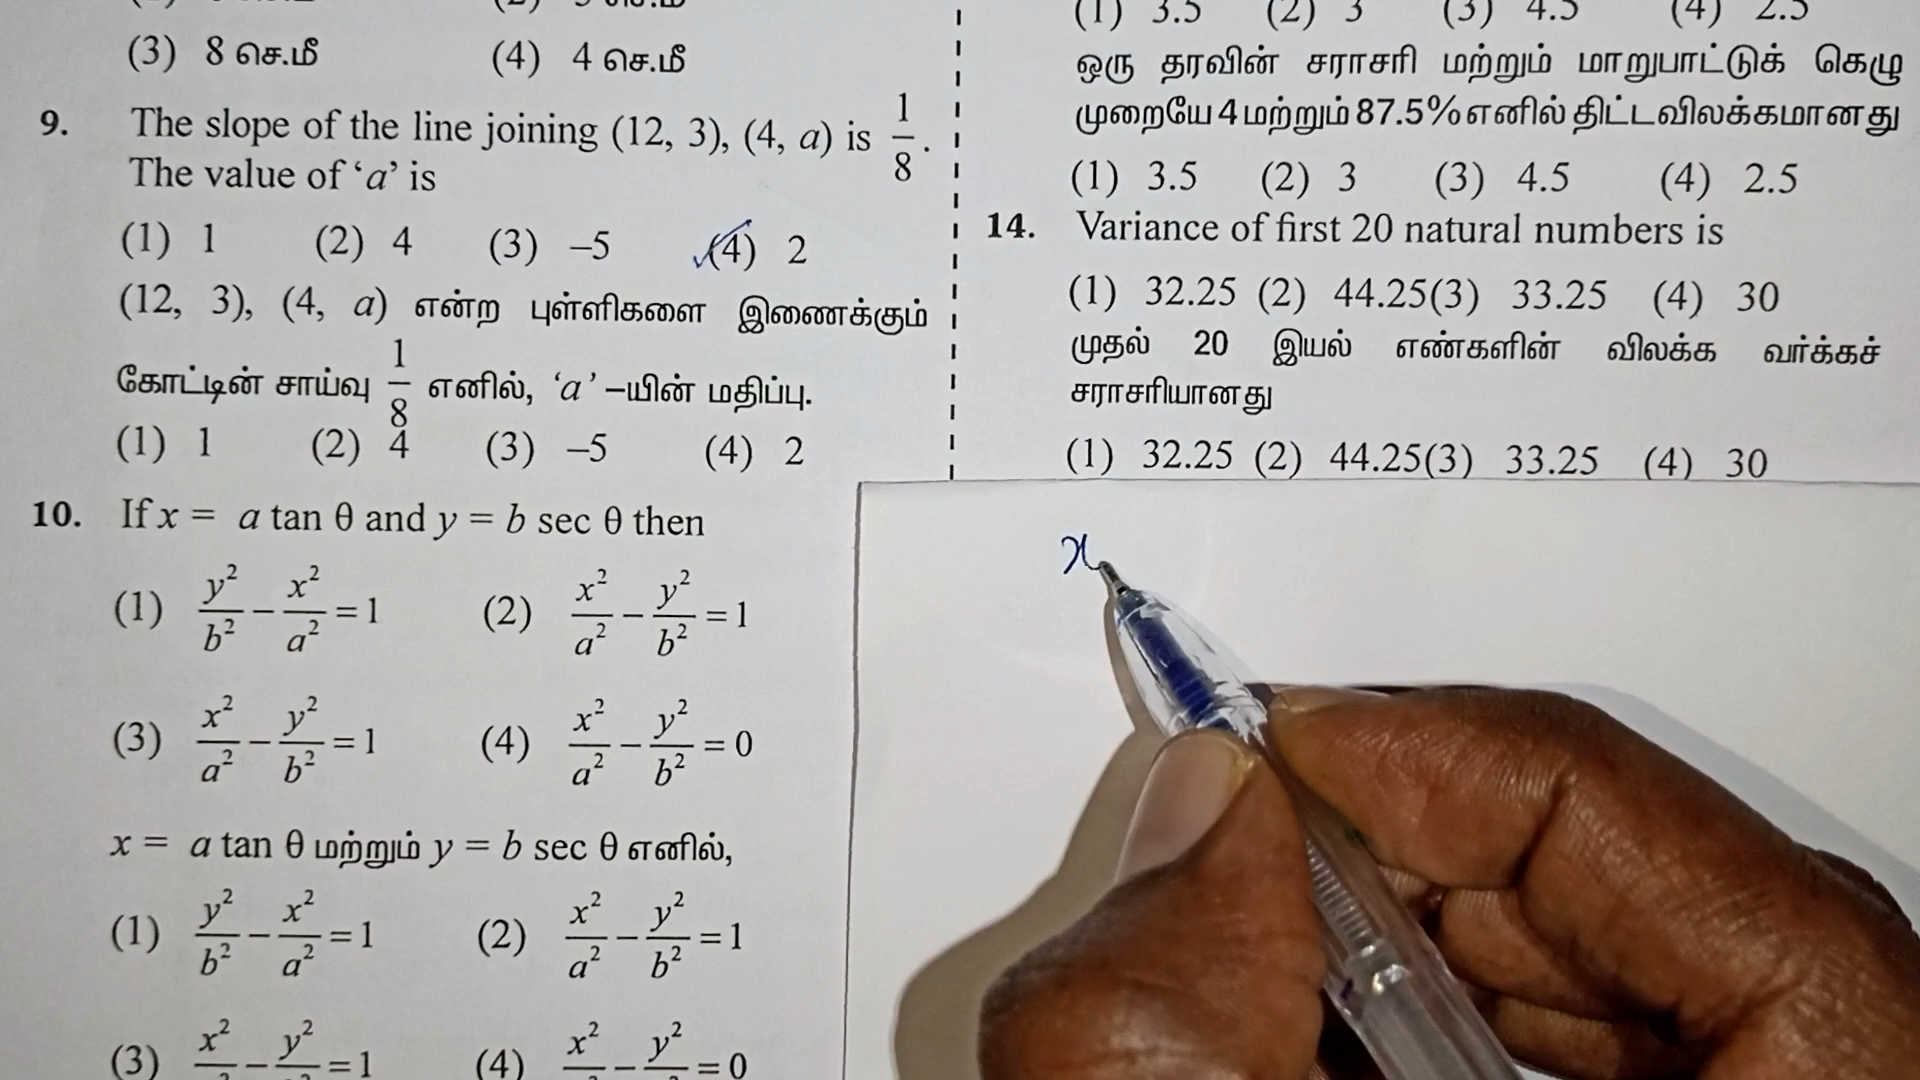 (3) 8 செ.மீ (4) 4 செ.மீ
9. The slope of the line joining (12, 3), (4, a) is 1/8.
The value of ‘a’ is
(1) 1 (2) 4 (3) –5 (4) 2
(12, 3), (4, a) என்ற புள்ளிகளை இணைக்கும்
கோட்டின் சாய்வு 1/8 எனில், ‘a’ –யின் மதிப்பு.
(1) 1 (2) 4 (3) –5 (4) 2
10. If x = a tan θ and y = b sec θ then
(1) y²/b² – x²/a² = 1 (2) x²/a² – y²/b² = 1
(3) x²/a² – y²/b² = 1 (4) x²/a² – y²/b² = 0
x = a tan θ மற்றும் y = b sec θ எனில்,
(1) y²/b² – x²/a² = 1 (2) x²/a² – y²/b² = 1
(3) x² – y² = 1 (4) x² – y² = 0
(1) 3.5 (2) 3 (3) 4.5 (4) 2.5
ஒரு தரவின் சராசரி மற்றும் மாறுபாட்டுக் கெழு
முறையே 4 மற்றும் 87.5% எனில் திட்டவிலக்கமானது
(1) 3.5 (2) 3 (3) 4.5 (4) 2.5
14. Variance of first 20 natural numbers is
(1) 32.25 (2) 44.25(3) 33.25 (4) 30
முதல் 20 இயல் எண்களின் விலக்க வர்க்கச்
சராசரியானது
(1) 32.25 (2) 44.25(3) 33.25 (4) 30
x